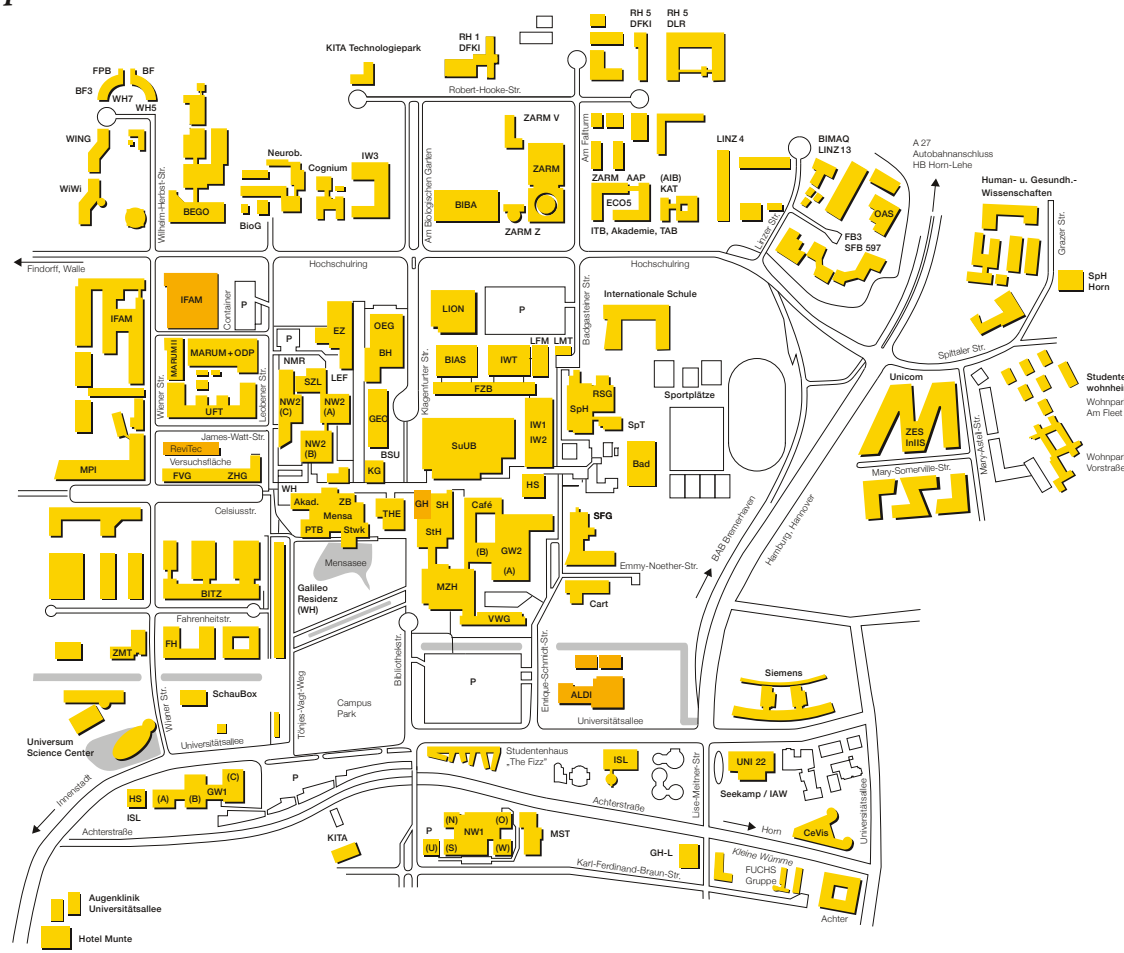 RH 5
DFKI
RH 5
DLR
RH 1
DFKI
KITA Technologiepark
FPB
BF
BF3
WH7
WH5
Robert-Hooke-Str.
WING
Neurob.
Cognium
IW3
ZARM V
Am Fallturm
LINZ 4
BIMAQ
LINZ 13
A 27
Autobahnanschluss
HB Horn-Lehe
WiWi
Wilhelm-Herbst-Str.
BEGO
BioG
Am Biologischen Garten
BIBA
ZARM
ZARM Z
ZARM
AAP
ECO5
(AIB)
KAT
ITB, Akademie, TAB
Linzer Str.
OAS
FB3
SFB 597
Human- u. Gesundh.-
Wissenschaften
Grazer Str.
SpH
Horn
Findorff, Walle
Hochschulring
Hochschulring
IFAM
IFAM
Container
P
P
EZ
OEG
BH
LION
P
Badgasteiner Str.
Internationale Schule
MARUM II
MARUM + ODP
UFT
Wiener Str.
Leobener Str.
NMR
SZL
LEF
NW2
(C)
NW2
(A)
NW2
(B)
GEO
BSU
KG
Klagenfurter Str.
BIAS
IWT
LFM
LMT
FZB
SpH
RSG
SpT
IW1
IW2
SuUB
HS
Bad
Sportplätze
Spittaler Str.
Unicom
ZES
InIIS
Mary-Somerville-Str.
Mary-Astell-Str.
Studente
wohnhei
Wohnpar
Am Fleet
Wohnpar
Vorstraße
James-Watt-Str.
ReviTec
Versuchsfläche
FVG
ZHG
MPI
Celsiusstr.
WH
Akad.
ZB
Mensa
PTB
Stwk
THE
GH
SH
StH
Café
(B)
GW2
(A)
SFG
Emmy-Noether-Str.
Cart
BAB Bremerhaven
Hamburg, Hannover
Mensasee
MZH
VWG
BITZ
Galileo
Residenz
(WH)
Fahrenheitstr.
FH
ZMT
SchauBox
Wiener Str.
Universitätsallee
Tönjes-Vagt-Weg
Campus
Park
Bibliothekstr.
P
Enrique-Schmidt-Str.
ALDI
Universitätsallee
Siemens
Universum
Science Center
Innenstadt
HS
ISL
(A)
(B)
GW1
(C)
P
Achterstraße
Studentenhaus
„The Fizz”
ISL
Achterstraße
Lise-Meitner-Str
UNI 22
Seekamp / IAW
Universitätsallee
Horn
CeVis
KITA
P
(U)
(N)
(O)
NW1
(S)
(W)
MST
GH-L
Karl-Ferdinand-Braun-Str.
Kleine Wümme
FUCHS
Gruppe
Achter
Augenklinik
Universitätsallee
Hotel Munte